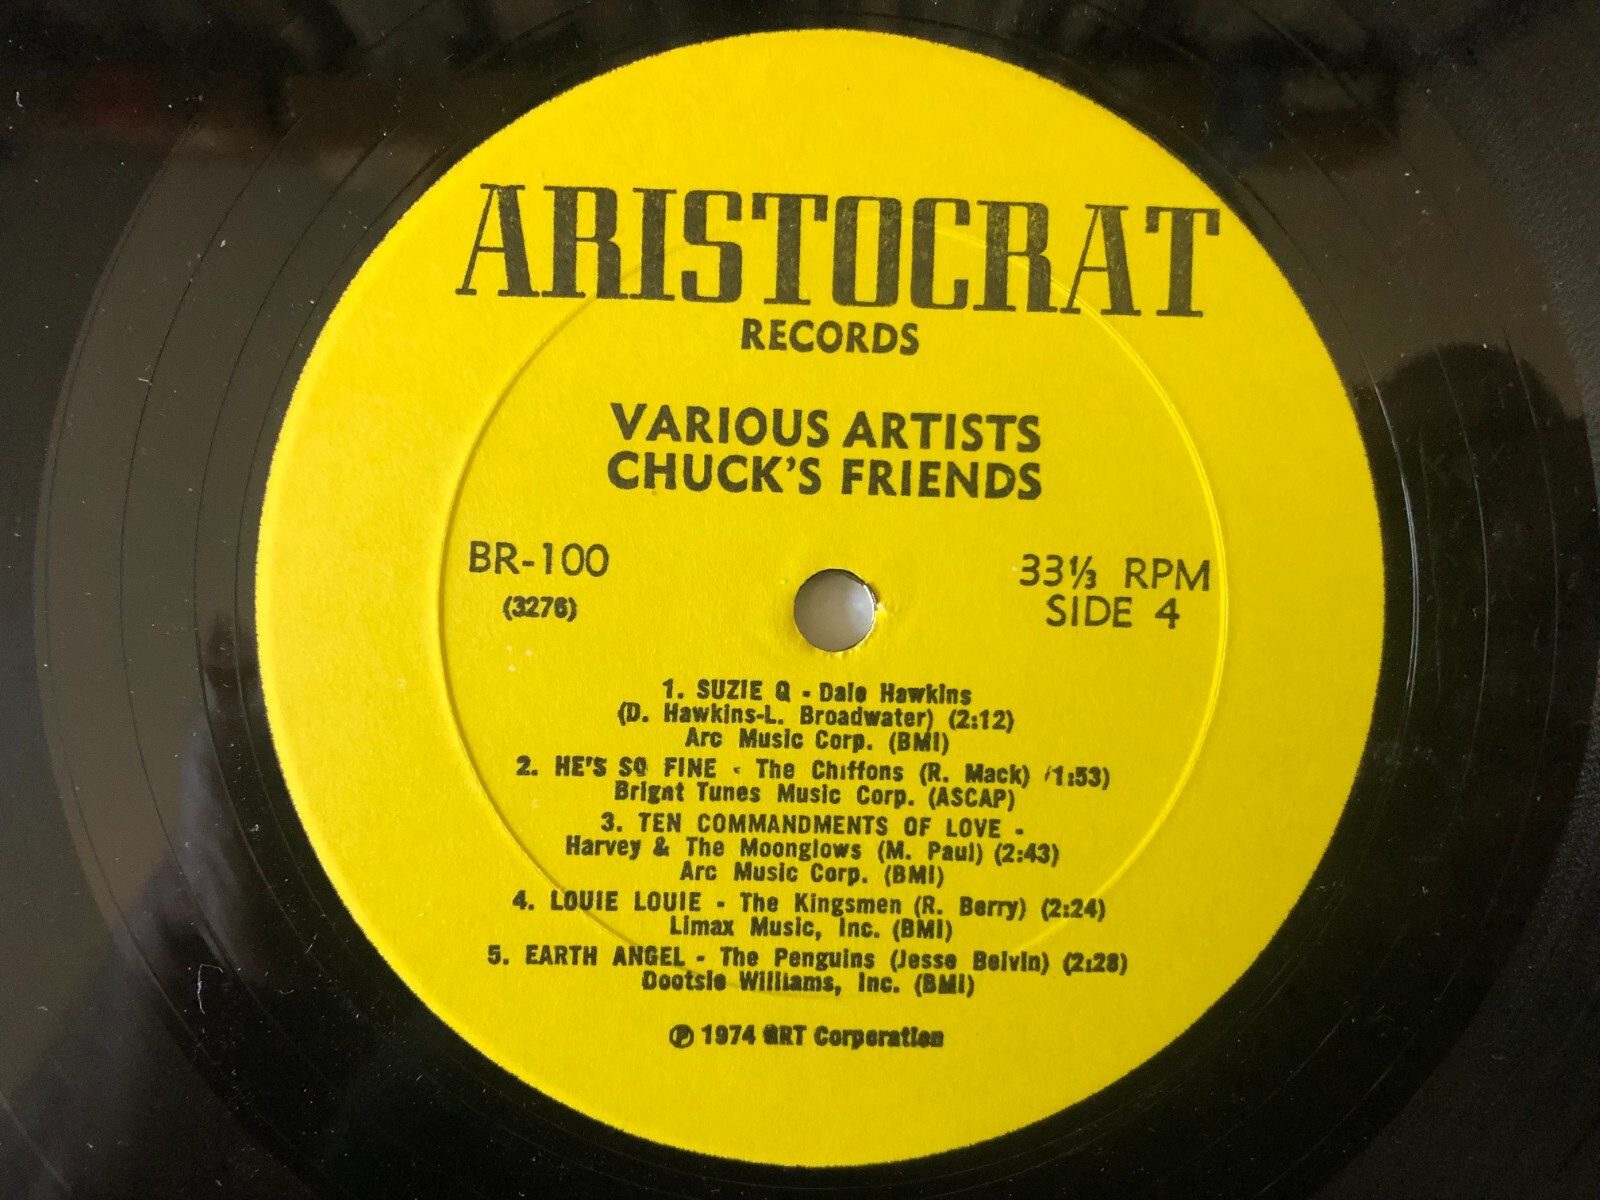 ARISTOCRAT
RECORDS
VARIOUS ARTISTS
CHUCK'S FRIENDS
BR-100
(3276)
33⅓ RPM
SIDE 4
1. SUZIE Q - Dale Hawkins
(D. Hawkins-L. Broadwater) (2:12)
Arc Music Corp. (BMI)
2. HE'S SO FINE - The Chiffons (R. Mack) (1:53)
Bright Tunes Music Corp. (ASCAP)
3. TEN COMMANDMENTS OF LOVE -
Harvey & The Moonglows (M. Paul) (2:43)
Arc Music Corp. (BMI)
4. LOUIE LOUIE - The Kingsmen (R. Berry) (2:24)
Limax Music, Inc. (BMI)
5. EARTH ANGEL - The Penguins (Jesse Belvin) (2:28)
Dootsie Williams, Inc. (BMI)
℗ 1974 GRT Corporation